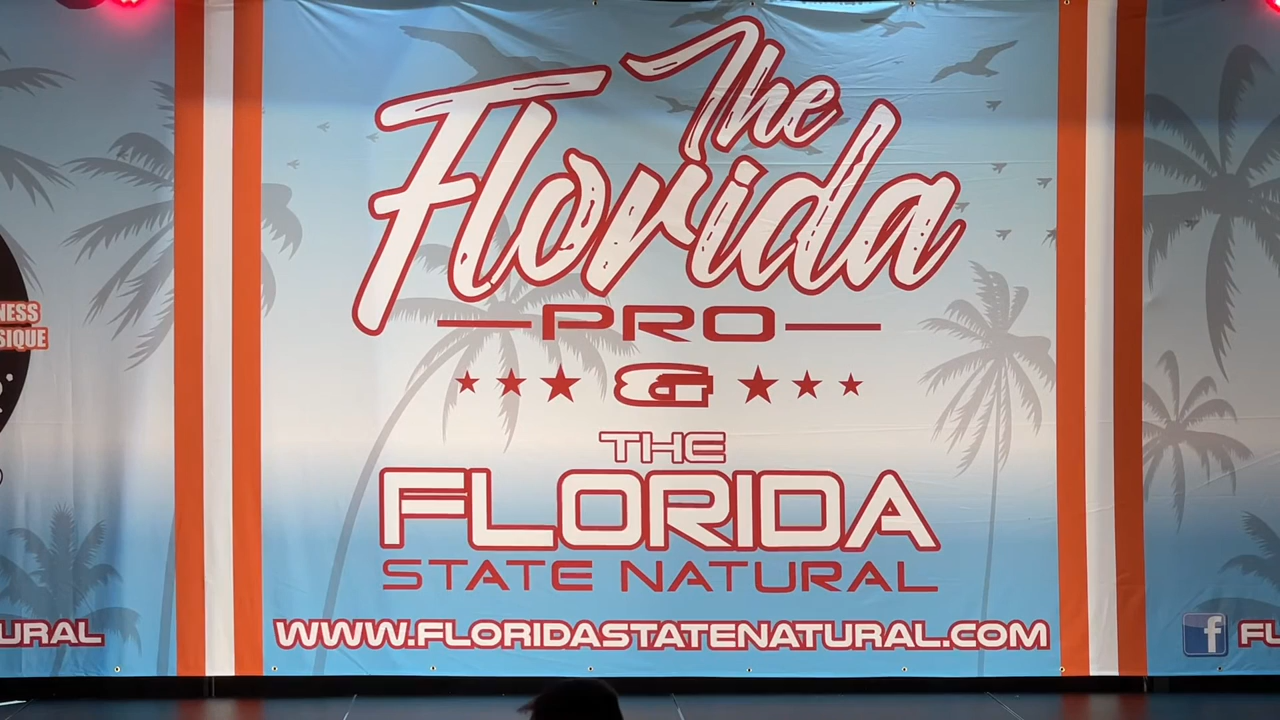 The
Florida
PRO
&
THE
FLORIDA
STATE NATURAL
WWW.FLORIDASTATENATURAL.COM
NESS
SIQUE
URAL
f
FL